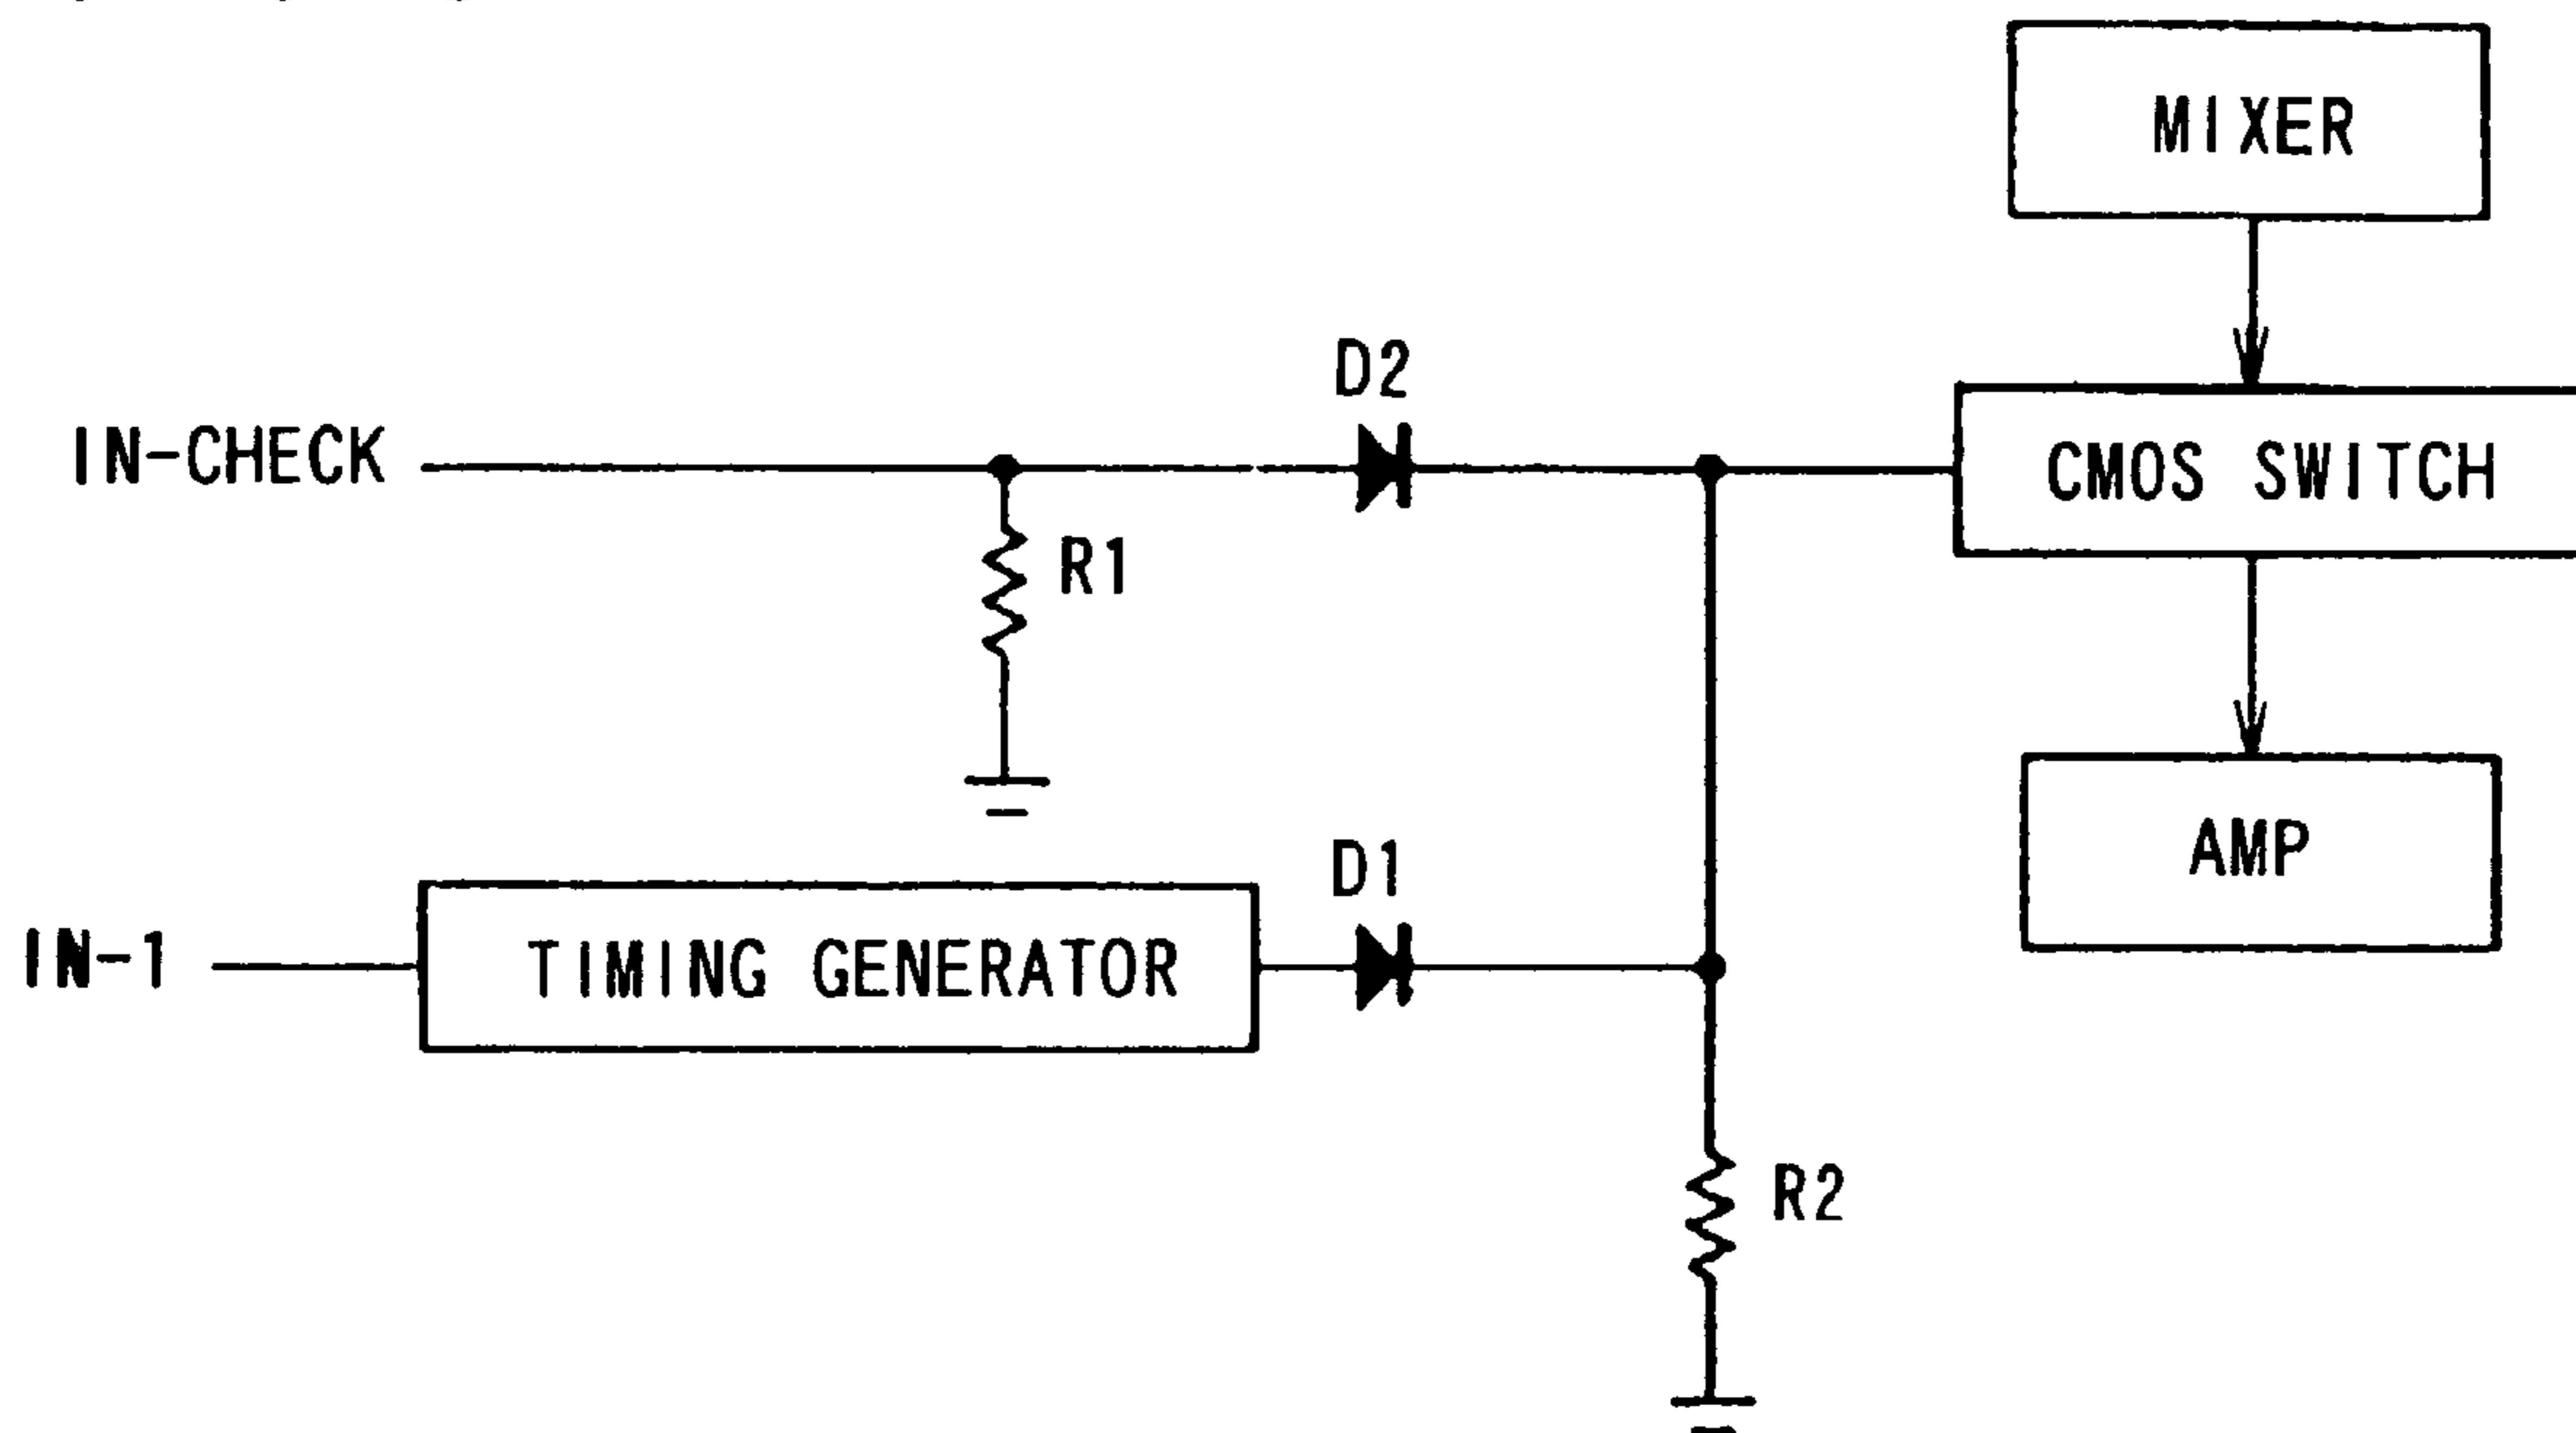 MIXER
D2
IN-CHECK
CMOS SWITCH
R1
D1
AMP
IN-1
TIMING GENERATOR
R2